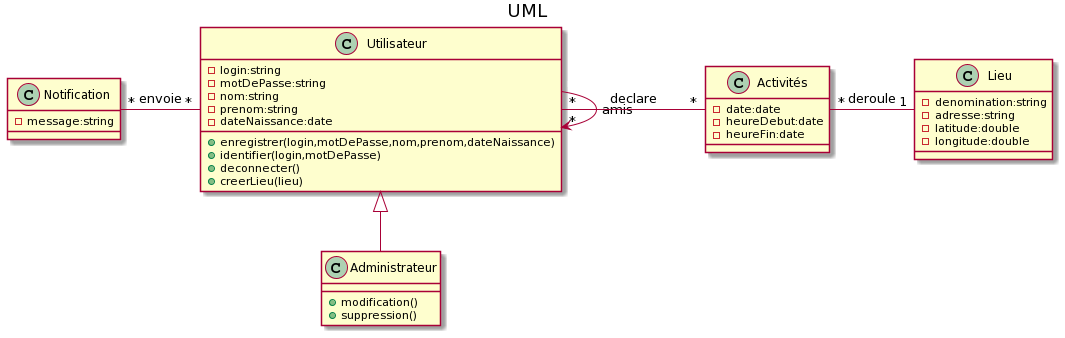 UML
C Notification
message:string
* envoie *
C Utilisateur
login:string
motDePasse:string
nom:string
prenom:string
dateNaissance:date
enregistrer(login,motDePasse,nom,prenom,dateNaissance)
identifier(login,motDePasse)
deconnecter()
creerLieu(lieu)
* declare *
amis
*
C Activités
date:date
heureDebut:date
heureFin:date
* deroule 1
C Lieu
denomination:string
adresse:string
latitude:double
longitude:double
C Administrateur
modification()
suppression()